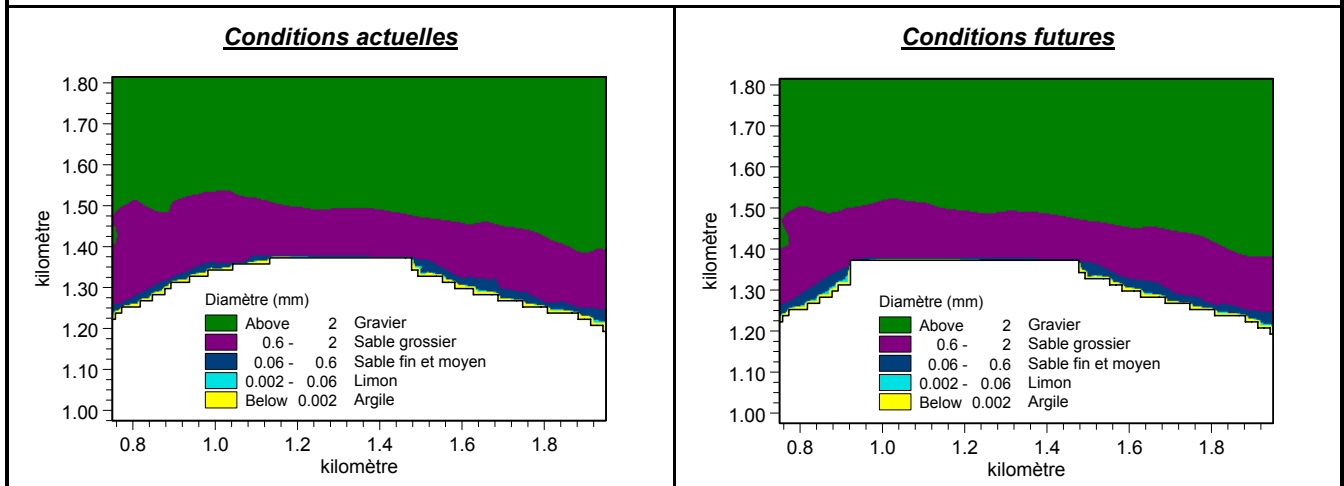 Conditions actuelles
1.80
1.70
1.60
1.50
1.40
1.30
1.20
1.10
1.00
kilomètre
Diamètre (mm)
Above 2 Gravier
0.6 - 2 Sable grossier
0.06 - 0.6 Sable fin et moyen
0.002 - 0.06 Limon
Below 0.002 Argile
0.8 1.0 1.2 1.4 1.6 1.8
kilomètre
Conditions futures
1.80
1.70
1.60
1.50
1.40
1.30
1.20
1.10
1.00
kilomètre
Diamètre (mm)
Above 2 Gravier
0.6 - 2 Sable grossier
0.06 - 0.6 Sable fin et moyen
0.002 - 0.06 Limon
Below 0.002 Argile
0.8 1.0 1.2 1.4 1.6 1.8
kilomètre